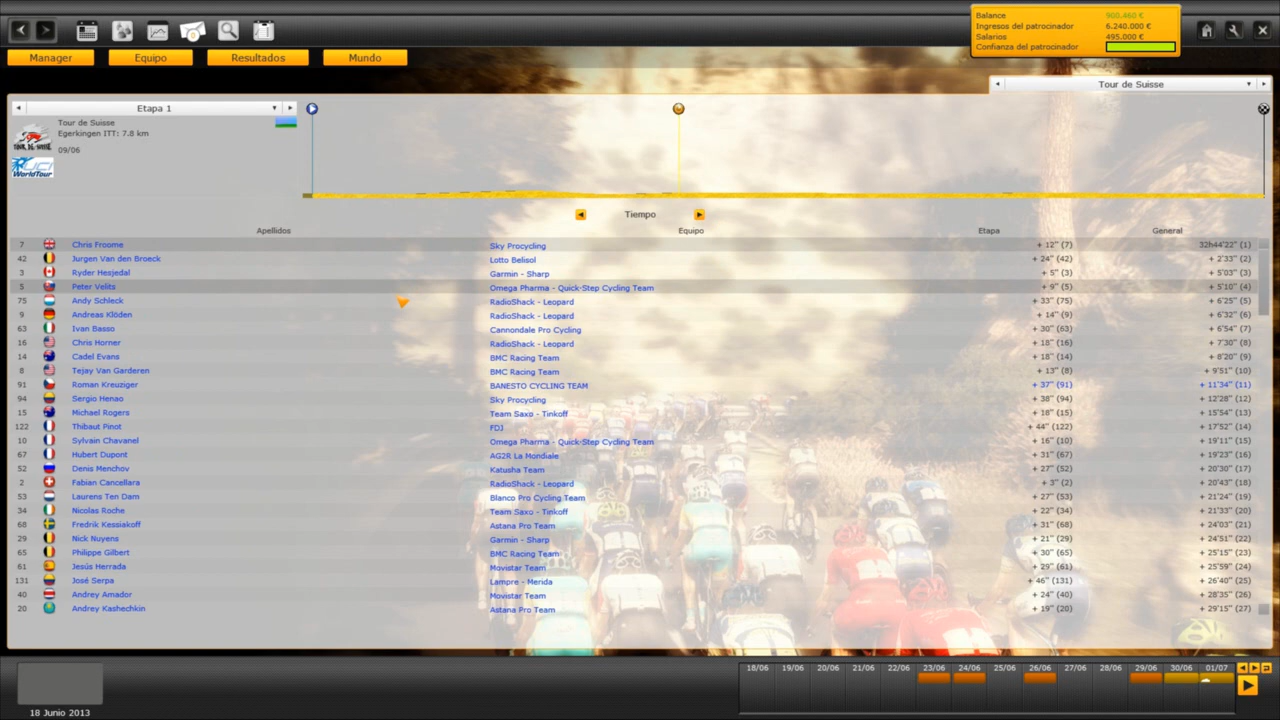 Balance 900,460 €
Ingresos del patrocinador 6.240.000 €
Salarios 495.000 €
Confianza del patrocinador
Manager Equipo Resultados Mundo
Tour de Suisse
Etapa 1
Tour de Suisse
Egerkingen ITT: 7.8 km
09/06
TOUR DE SUISSE
UCI
WorldTour
Tiempo
Apellidos Equipo Etapa General
7 Chris Froome Sky Procycling + 12'' (7) 32h44'22'' (1)
42 Jurgen Van den Broeck Lotto Belisol + 24'' (42) + 2'33'' (2)
3 Ryder Hesjedal Garmin - Sharp + 5'' (3) + 5'03'' (3)
5 Peter Velits Omega Pharma - Quick-Step Cycling Team + 9'' (5) + 5'10'' (4)
75 Andy Schleck RadioShack - Leopard + 33'' (75) + 6'25'' (5)
9 Andreas Klöden RadioShack - Leopard + 14'' (9) + 6'32'' (6)
63 Ivan Basso Cannondale Pro Cycling + 30'' (63) + 6'54'' (7)
16 Chris Horner RadioShack - Leopard + 18'' (16) + 7'30'' (8)
14 Cadel Evans BMC Racing Team + 18'' (14) + 8'20'' (9)
8 Tejay Van Garderen BMC Racing Team + 13'' (8) + 9'51'' (10)
91 Roman Kreuziger BANESTO CYCLING TEAM + 37'' (91) + 11'34'' (11)
94 Sergio Henao Sky Procycling + 38'' (94) + 12'28'' (12)
15 Michael Rogers Team Saxo - Tinkoff + 18'' (15) + 15'54'' (13)
122 Thibaut Pinot FDJ + 44'' (122) + 17'52'' (14)
10 Sylvain Chavanel Omega Pharma - Quick-Step Cycling Team + 16'' (10) + 19'11'' (15)
67 Hubert Dupont AG2R La Mondiale + 31'' (67) + 19'23'' (16)
52 Denis Menchov Katusha Team + 27'' (52) + 20'30'' (17)
2 Fabian Cancellara RadioShack - Leopard + 3'' (2) + 20'43'' (18)
53 Laurens Ten Dam Blanco Pro Cycling Team + 27'' (53) + 21'24'' (19)
34 Nicolas Roche Team Saxo - Tinkoff + 22'' (34) + 21'33'' (20)
68 Fredrik Kessiakoff Astana Pro Team + 31'' (68) + 24'03'' (21)
29 Nick Nuyens Garmin - Sharp + 21'' (29) + 24'51'' (22)
65 Philippe Gilbert BMC Racing Team + 30'' (65) + 25'15'' (23)
61 Jesús Herrada Movistar Team + 29'' (61) + 25'59'' (24)
131 José Serpa Lampre - Merida + 46'' (131) + 26'40'' (25)
40 Andrey Amador Movistar Team + 24'' (40) + 28'35'' (26)
20 Andrey Kashechkin Astana Pro Team + 19'' (20) + 29'15'' (27)
18/06 19/06 20/06 21/06 22/06 23/06 24/06 25/06 26/06 27/06 28/06 29/06 30/06 01/07
18 Junio 2013